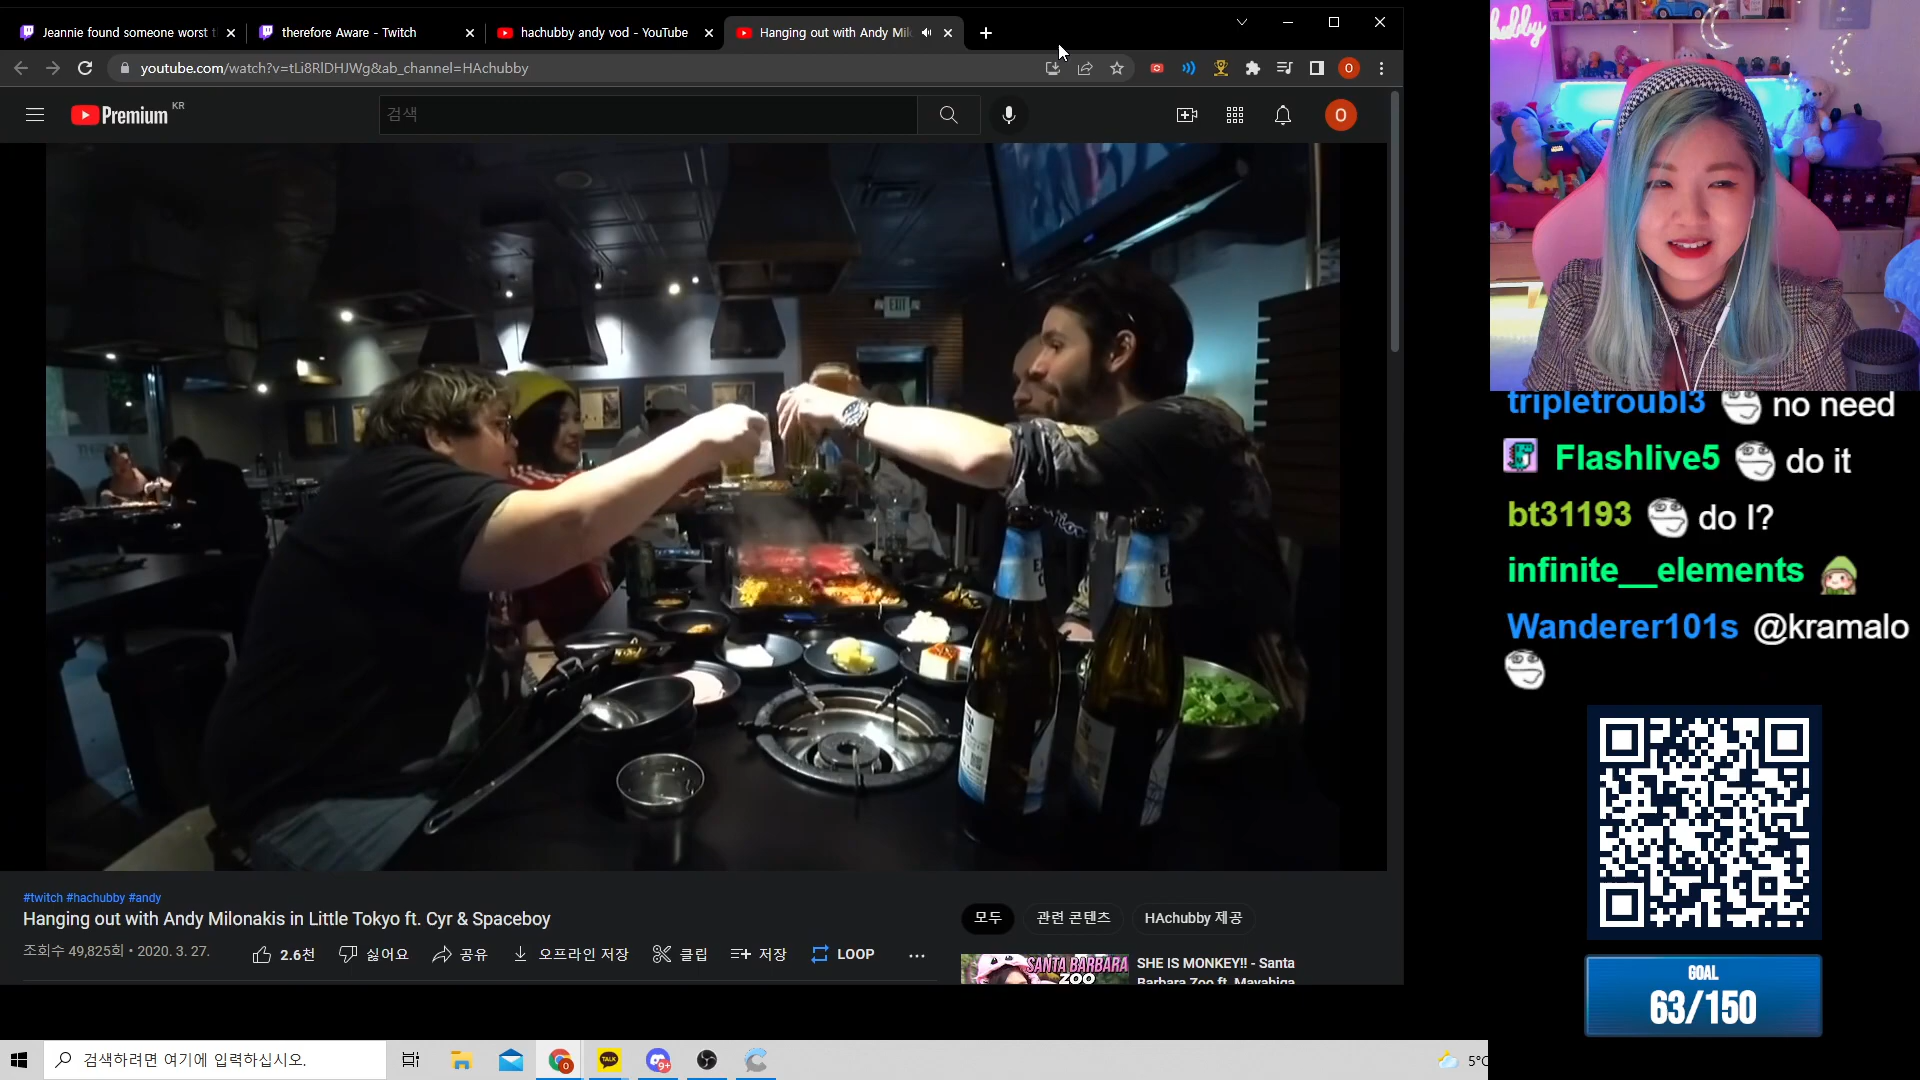 Jeannie found someone worst t
therefore Aware - Twitch
hachubby andy vod - YouTube
Hanging out with Andy Mil
youtube.com/watch?v=tLi8RlDHJWg&ab_channel=HAchubby
O
Premium KR
검색
O
EXIT
#twitch #hachubby #andy
Hanging out with Andy Milonakis in Little Tokyo ft. Cyr & Spaceboy
조회수 49,825회 • 2020. 3. 27.
2.6천
싫어요
공유
오프라인 저장
클립
저장
LOOP
모두
관련 콘텐츠
HAchubby 제공
SANTA BARBARA
ZOO
SHE IS MONKEY!! - Santa
Barbara Zoo ft. Mayahiga
tripletroubl3 no need
Flashlive5 do it
bt31193 do I?
infinite__elements
Wanderer101s @kramalo
GOAL
63/150
검색하려면 여기에 입력하십시오.
TALK
9+
5°C